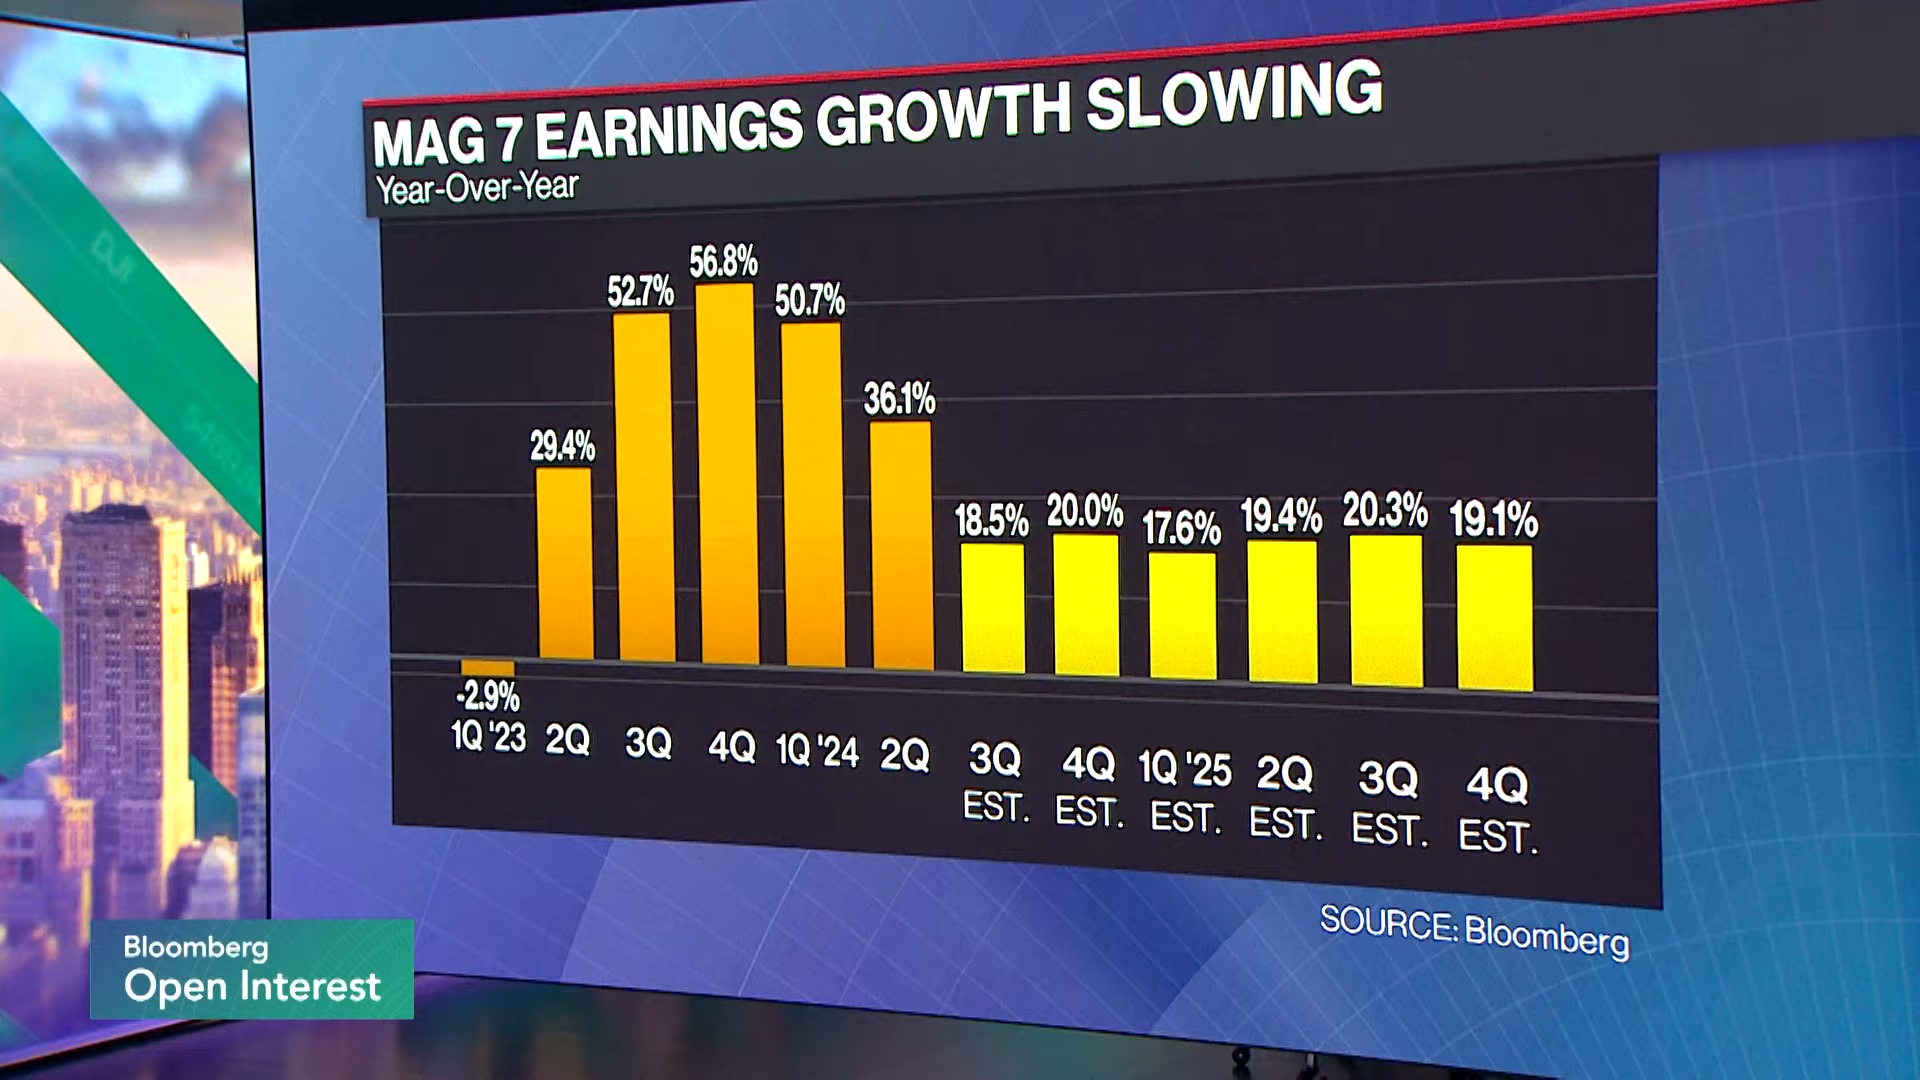 MAG 7 EARNINGS GROWTH SLOWING
Year-Over-Year
56.8%
52.7%
50.7%
36.1%
29.4%
18.5% 20.0% 17.6% 19.4% 20.3% 19.1%
-2.9%
1Q '23 2Q 3Q 4Q 1Q '24 2Q 3Q 4Q 1Q '25 2Q 3Q 4Q
EST. EST. EST. EST. EST. EST.
SOURCE: Bloomberg
Bloomberg
Open Interest
DJI